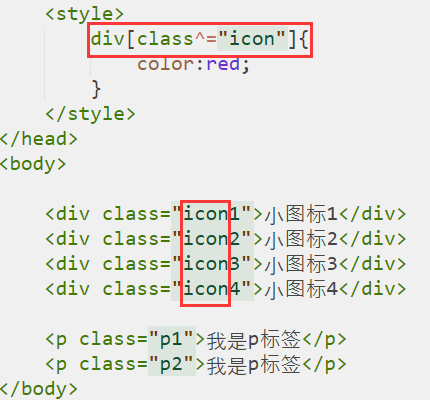 <style>
div[class^="icon"]{
color:red;
}
</style>
</head>
<body>
<div class="icon1">小图标1</div>
<div class="icon2">小图标2</div>
<div class="icon3">小图标3</div>
<div class="icon4">小图标4</div>
<p class="p1">我是p标签</p>
<p class="p2">我是p标签</p>
</body>